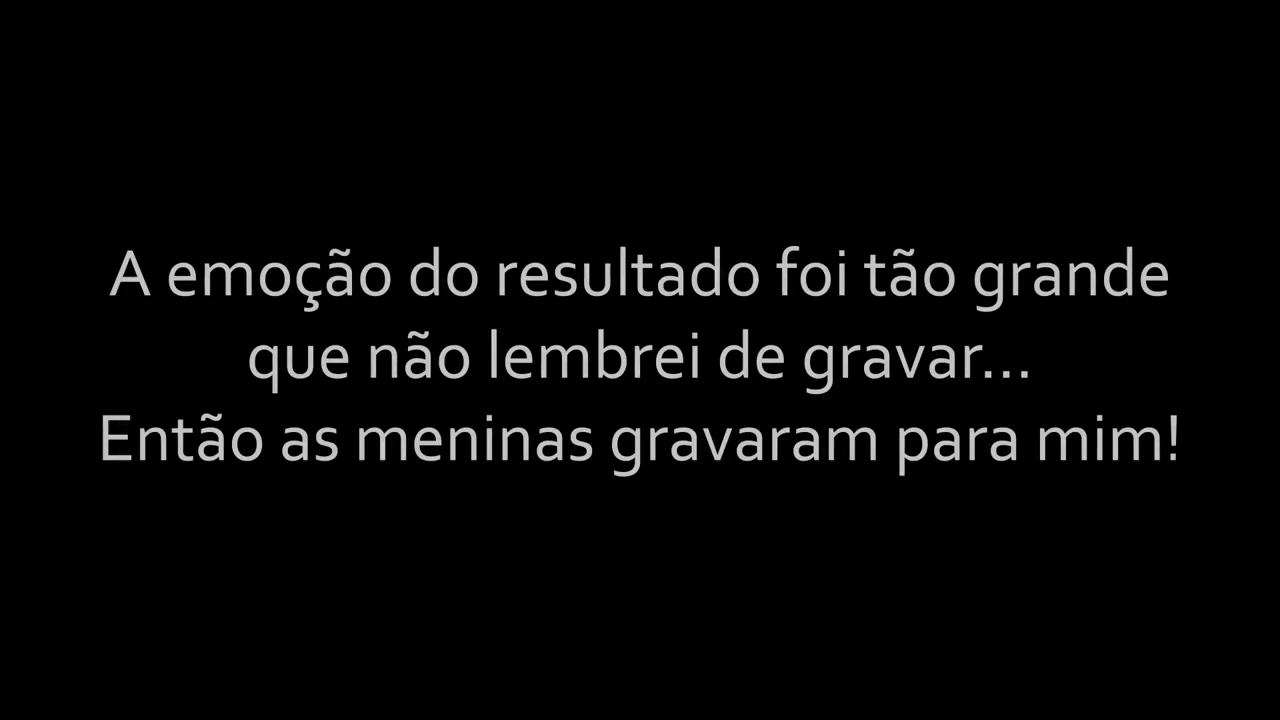 A emoção do resultado foi tão grande
que não lembrei de gravar...
Então as meninas gravaram para mim!